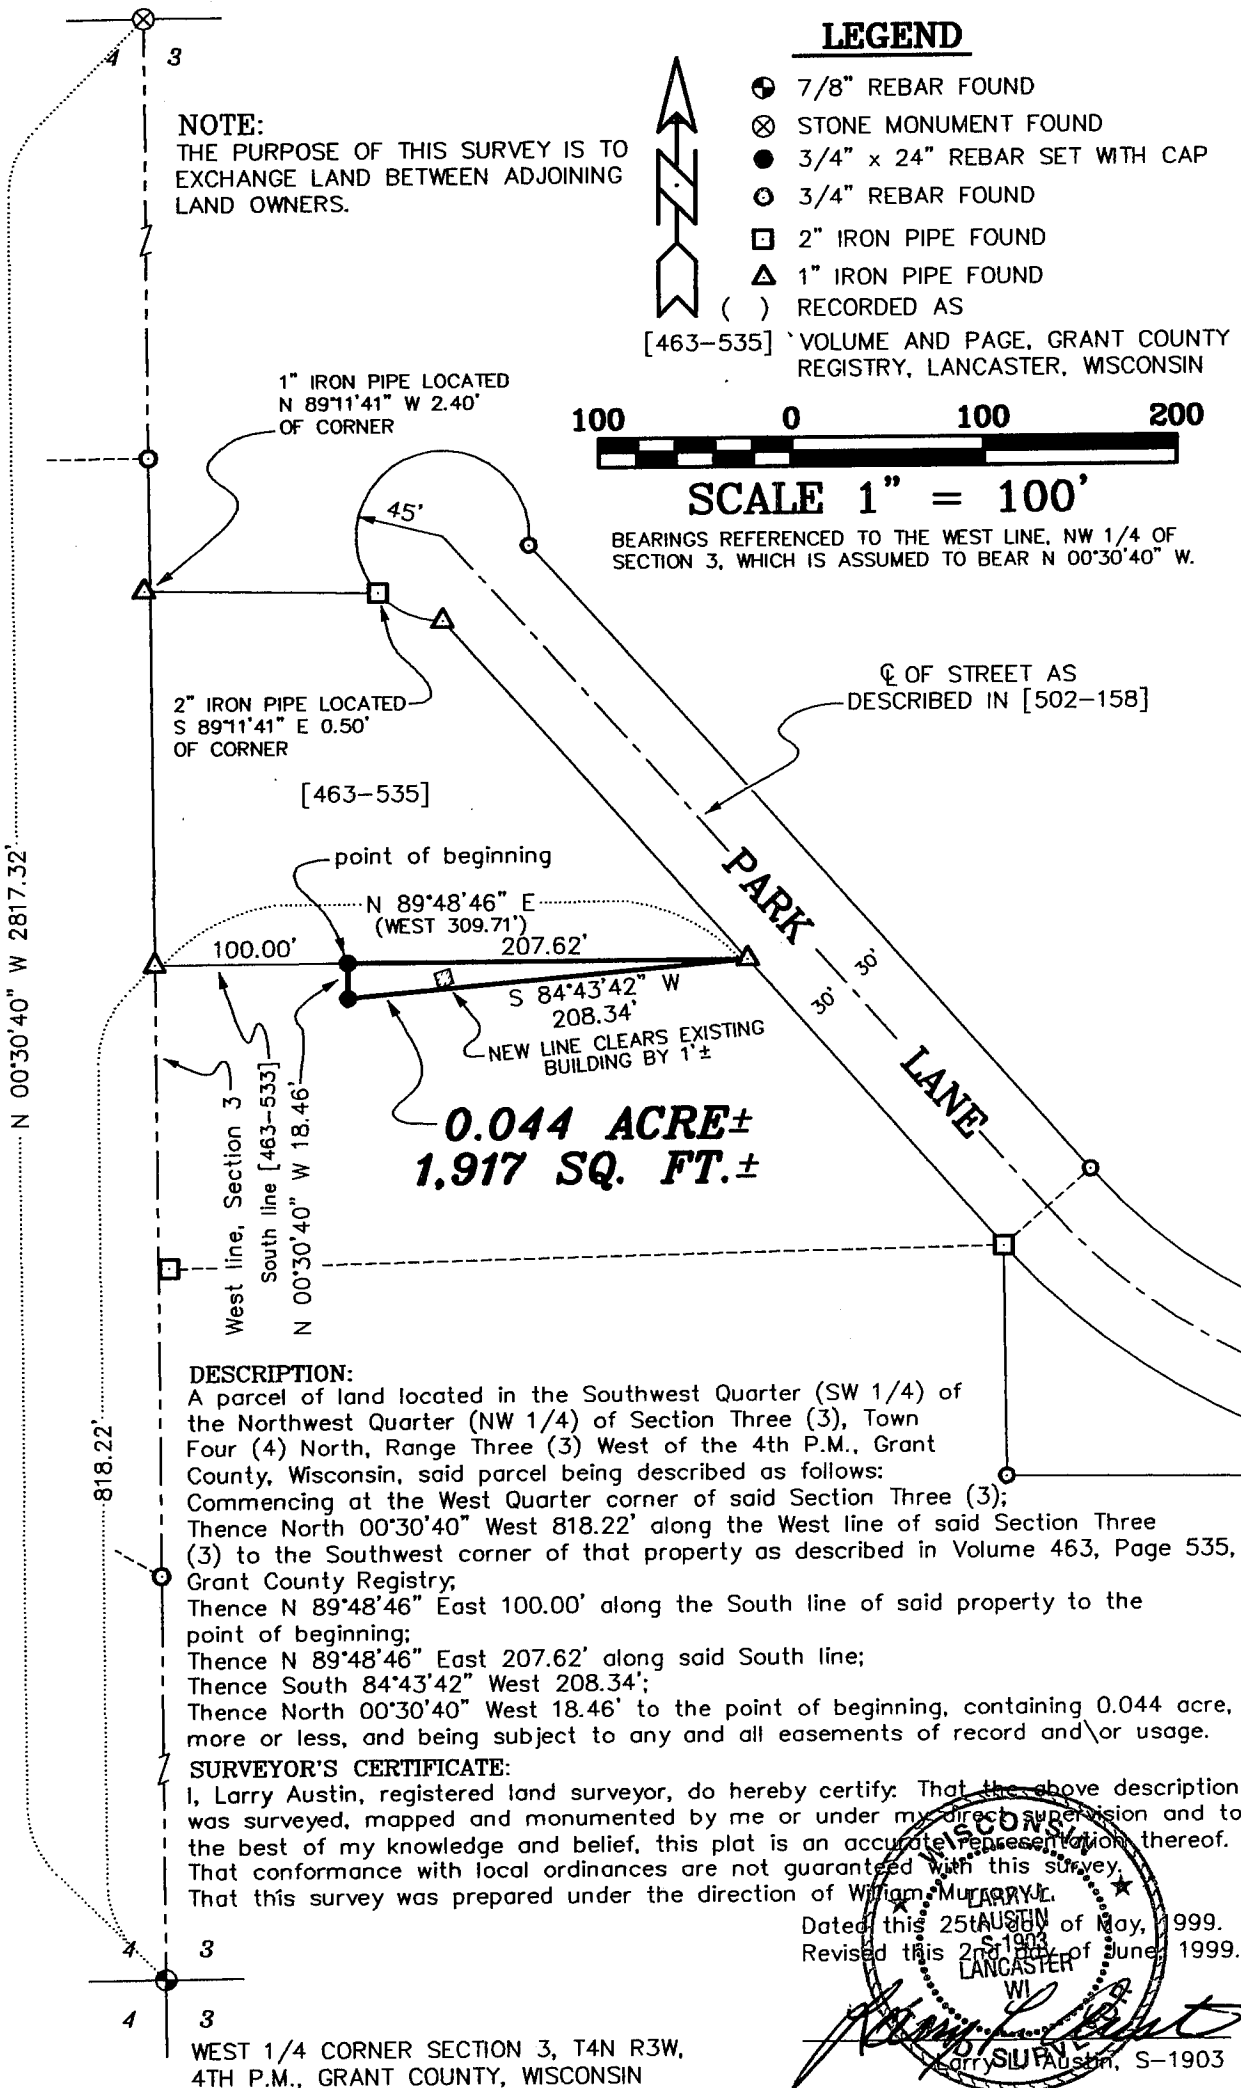 4 3
NOTE:
THE PURPOSE OF THIS SURVEY IS TO
EXCHANGE LAND BETWEEN ADJOINING
LAND OWNERS.
LEGEND
7/8" REBAR FOUND
STONE MONUMENT FOUND
3/4" x 24" REBAR SET WITH CAP
3/4" REBAR FOUND
2" IRON PIPE FOUND
1" IRON PIPE FOUND
( ) RECORDED AS
[463-535] VOLUME AND PAGE, GRANT COUNTY
REGISTRY, LANCASTER, WISCONSIN
N
100 0 100 200
SCALE 1" = 100'
BEARINGS REFERENCED TO THE WEST LINE, NW 1/4 OF
SECTION 3, WHICH IS ASSUMED TO BEAR N 00°30'40" W.
1" IRON PIPE LOCATED
N 89°11'41" W 2.40'
OF CORNER
45'
2" IRON PIPE LOCATED
S 89°11'41" E 0.50'
OF CORNER
℄ OF STREET AS
DESCRIBED IN [502-158]
[463-535]
point of beginning
N 89°48'46" E
(WEST 309.71')
100.00' 207.62'
S 84°43'42" W
208.34'
NEW LINE CLEARS EXISTING
BUILDING BY 1'±
0.044 ACRE±
1,917 SQ. FT.±
PARK LANE
30'
30'
N 00°30'40" W 2817.32'
818.22'
West line, Section 3
South line [463-533]
N 00°30'40" W 18.46'
DESCRIPTION:
A parcel of land located in the Southwest Quarter (SW 1/4) of
the Northwest Quarter (NW 1/4) of Section Three (3), Town
Four (4) North, Range Three (3) West of the 4th P.M., Grant
County, Wisconsin, said parcel being described as follows:
Commencing at the West Quarter corner of said Section Three (3);
Thence North 00°30'40" West 818.22' along the West line of said Section Three
(3) to the Southwest corner of that property as described in Volume 463, Page 535,
Grant County Registry;
Thence N 89°48'46" East 100.00' along the South line of said property to the
point of beginning;
Thence N 89°48'46" East 207.62' along said South line;
Thence South 84°43'42" West 208.34';
Thence North 00°30'40" West 18.46' to the point of beginning, containing 0.044 acre,
more or less, and being subject to any and all easements of record and\or usage.
SURVEYOR'S CERTIFICATE:
I, Larry Austin, registered land surveyor, do hereby certify: That the above description
was surveyed, mapped and monumented by me or under my direct supervision and to
the best of my knowledge and belief, this plat is an accurate representation thereof.
That conformance with local ordinances are not guaranteed with this survey.
That this survey was prepared under the direction of William
Dated this 25th day of May, 1999.
Revised this 2nd day of June, 1999.
WISCONSIN
LARRY L.
AUSTIN
S-1903
LANCASTER
WI
SURVEYOR
Larry L. Austin, S-1903
4 3
4 3
WEST 1/4 CORNER SECTION 3, T4N R3W,
4TH P.M., GRANT COUNTY, WISCONSIN